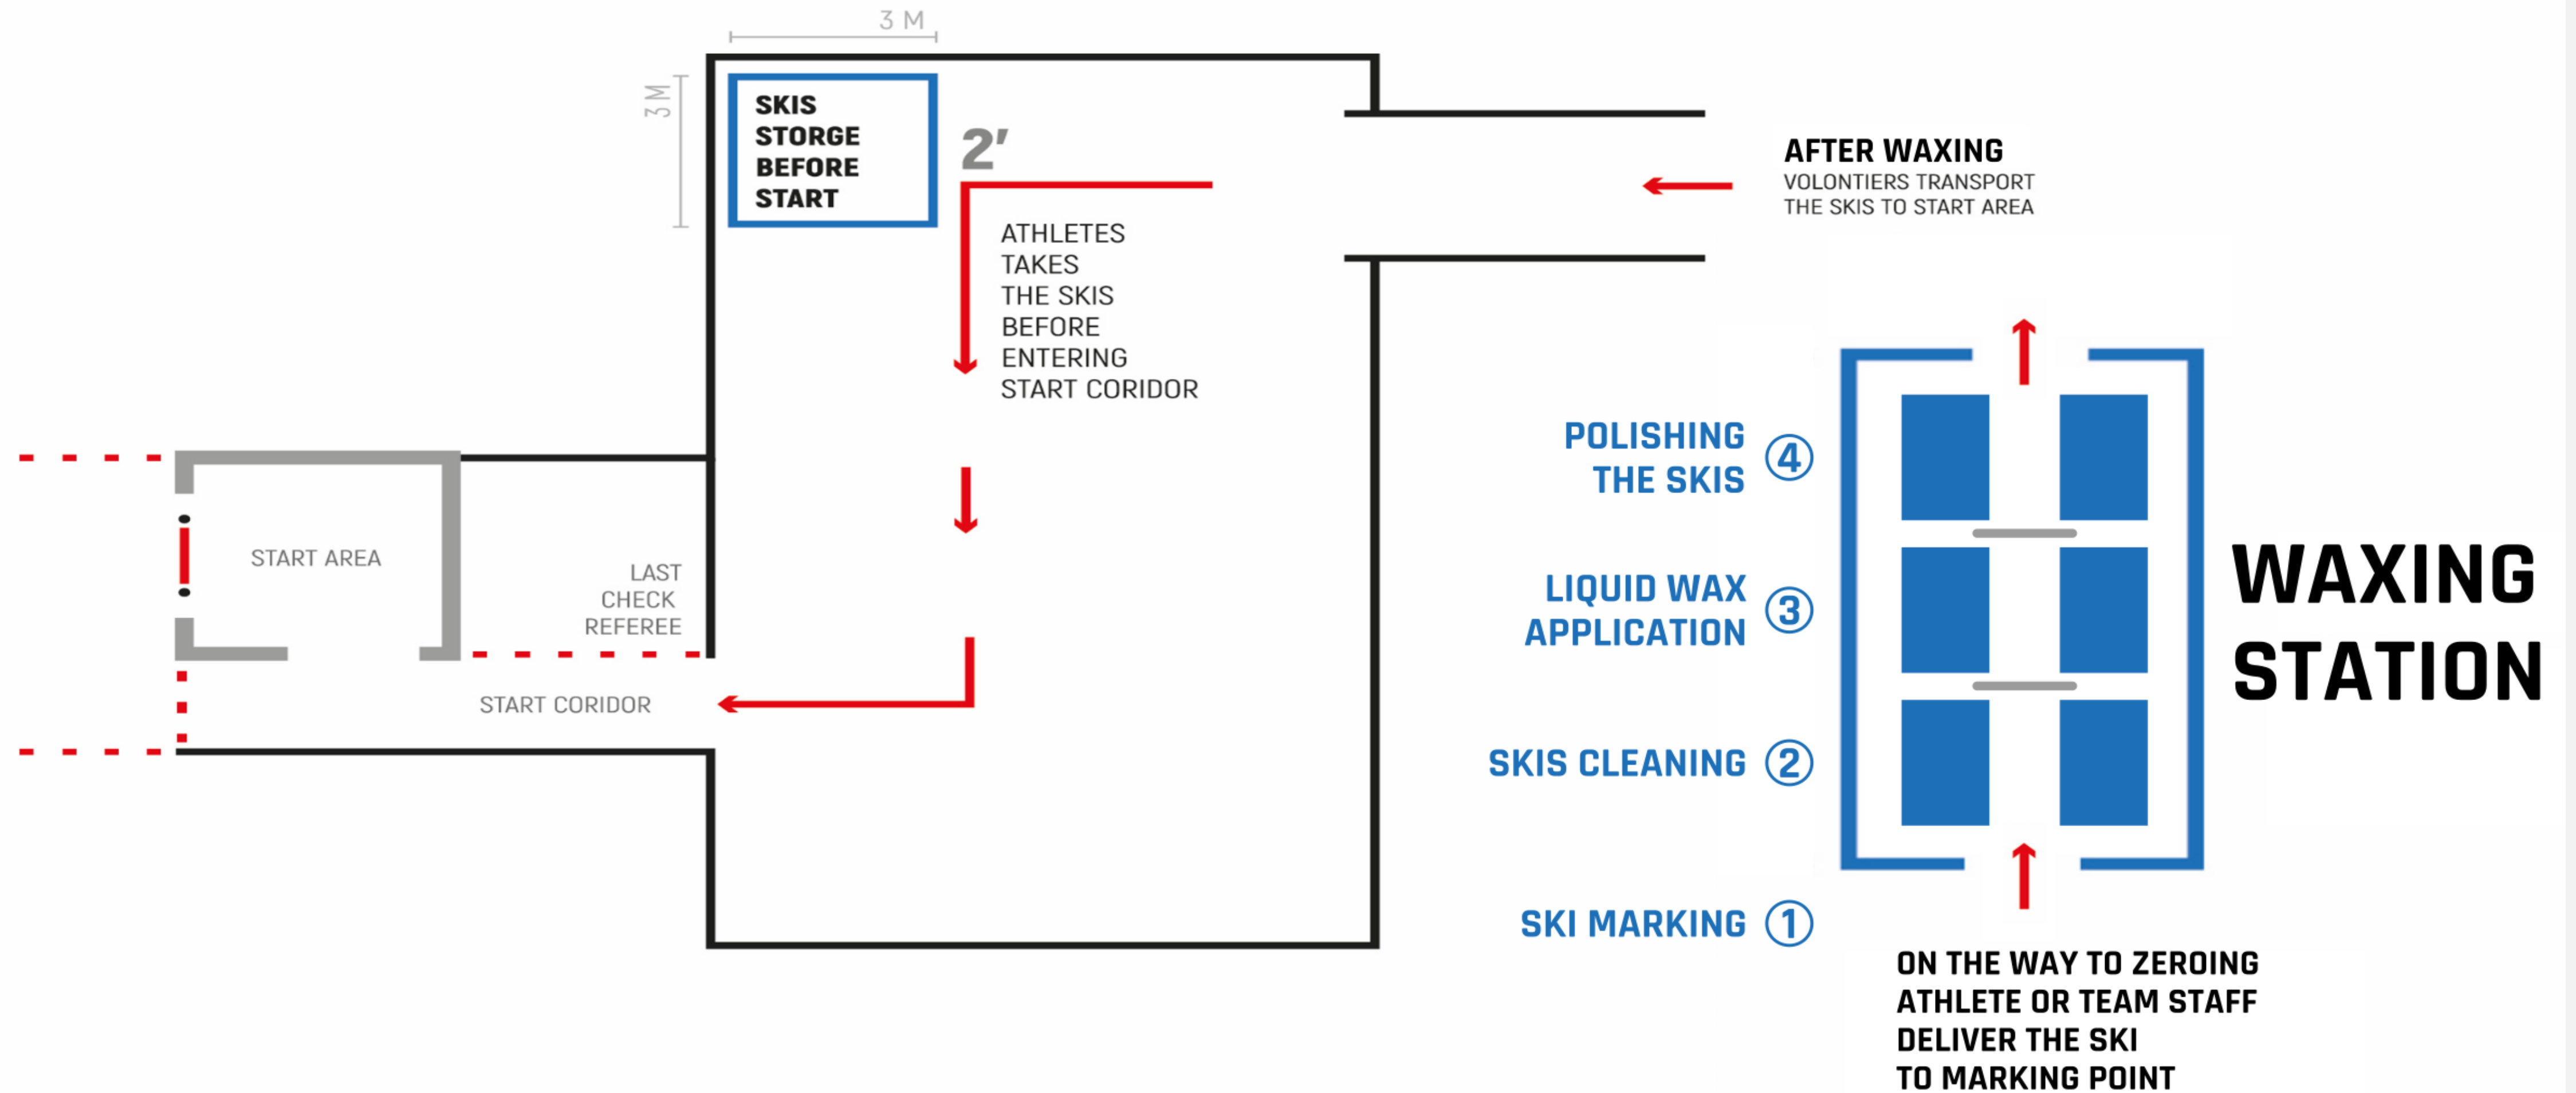 3 M
3 M
SKIS
STORGE
BEFORE
START
2'
ATHLETES
TAKES
THE SKIS
BEFORE
ENTERING
START CORIDOR
AFTER WAXING
VOLONTIERS TRANSPORT
THE SKIS TO START AREA
START AREA
LAST
CHECK
REFEREE
START CORIDOR
POLISHING
THE SKIS
4
LIQUID WAX
APPLICATION
3
SKIS CLEANING 2
SKI MARKING 1
WAXING
STATION
ON THE WAY TO ZEROING
ATHLETE OR TEAM STAFF
DELIVER THE SKI
TO MARKING POINT